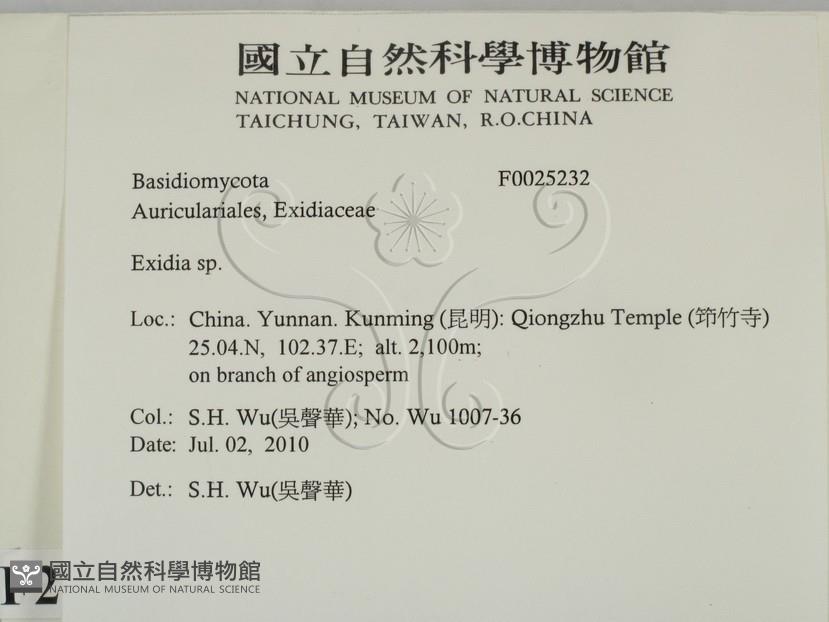 國立自然科學博物館
NATIONAL MUSEUM OF NATURAL SCIENCE
TAICHUNG, TAIWAN, R.O.CHINA
Basidiomycota F0025232
Auriculariales, Exidiaceae
Exidia sp.
Loc.: China. Yunnan. Kunming (昆明): Qiongzhu Temple (筇竹寺)
25.04.N, 102.37.E; alt. 2,100m;
on branch of angiosperm
Col.: S.H. Wu(吳聲華); No. Wu 1007-36
Date: Jul. 02, 2010
Det.: S.H. Wu(吳聲華)
國立自然科學博物館
NATIONAL MUSEUM OF NATURAL SCIENCE